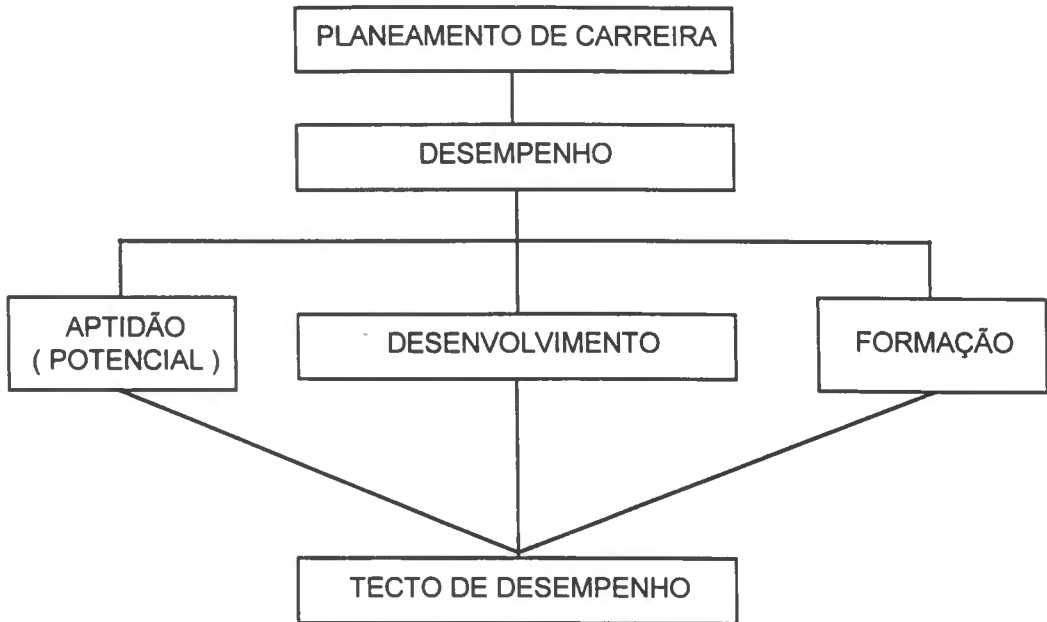 PLANEAMENTO DE CARREIRA
DESEMPENHO
APTIDÃO
( POTENCIAL )
DESENVOLVIMENTO
FORMAÇÃO
TECTO DE DESEMPENHO